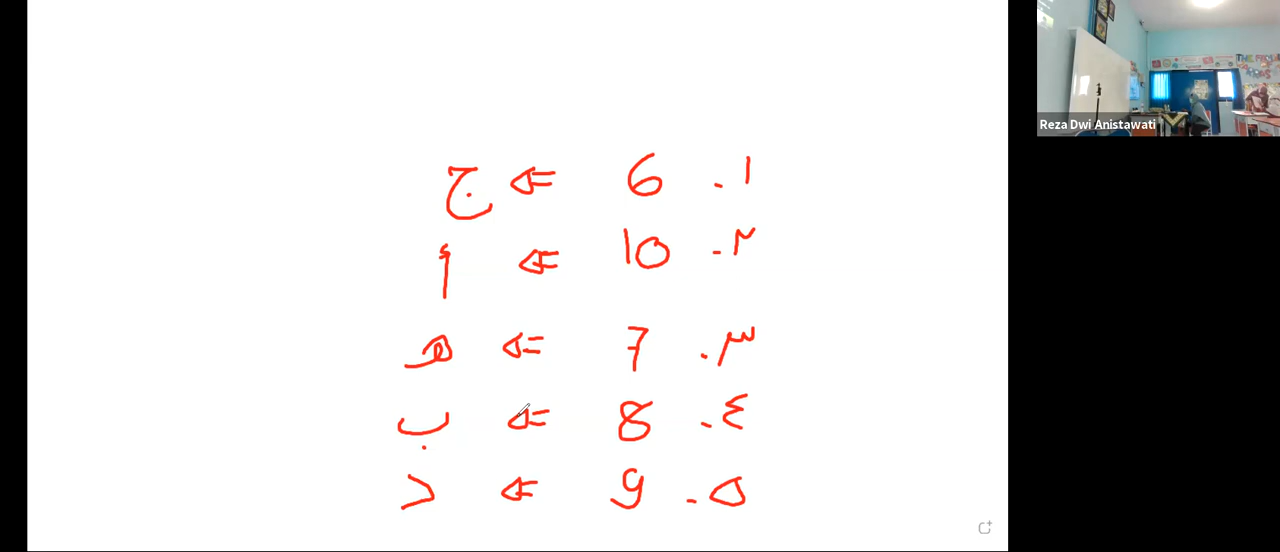 ١. 6 ⇐ ج
٢. 10 ⇐ أ
٣. 7 ⇐ هـ
٤. 8 ⇐ ب
٥. 9 ⇐ د
Reza Dwi Anistawati